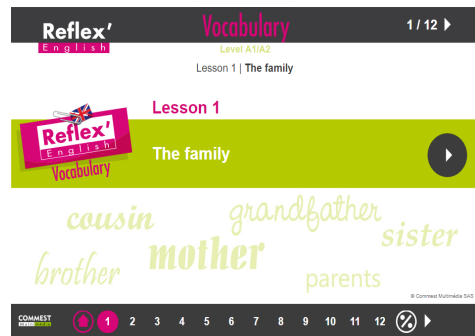 Reflex'
English
Vocabulary
1 / 12
Level A1/A2
Lesson 1 | The family
Lesson 1
Reflex'
English
Vocabulary
The family
cousin
grandfather
sister
mother
brother
parents
© Commest Multimédia SAS
COMMEST
Multimédia
1 2 3 4 5 6 7 8 9 10 11 12